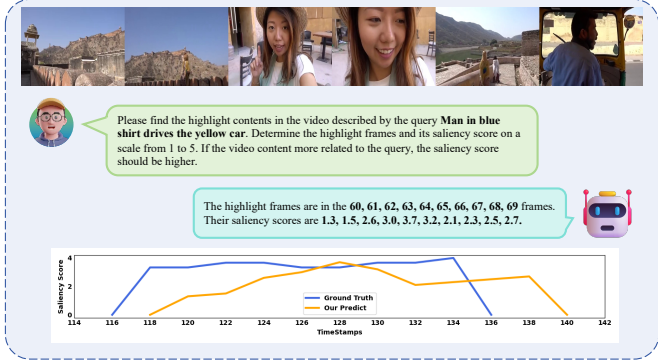 Please find the highlight contents in the video described by the query Man in blue
shirt drives the yellow car. Determine the highlight frames and its saliency score on a
scale from 1 to 5. If the video content more related to the query, the saliency score
should be higher.
The highlight frames are in the 60, 61, 62, 63, 64, 65, 66, 67, 68, 69 frames.
Their saliency scores are 1.3, 1.5, 2.6, 3.0, 3.7, 3.2, 2.1, 2.3, 2.5, 2.7.
Saliency Score
4
2
0
Ground Truth
Our Predict
114 116 118 120 122 124 126 128 130 132 134 136 138 140 142
TimeStamps